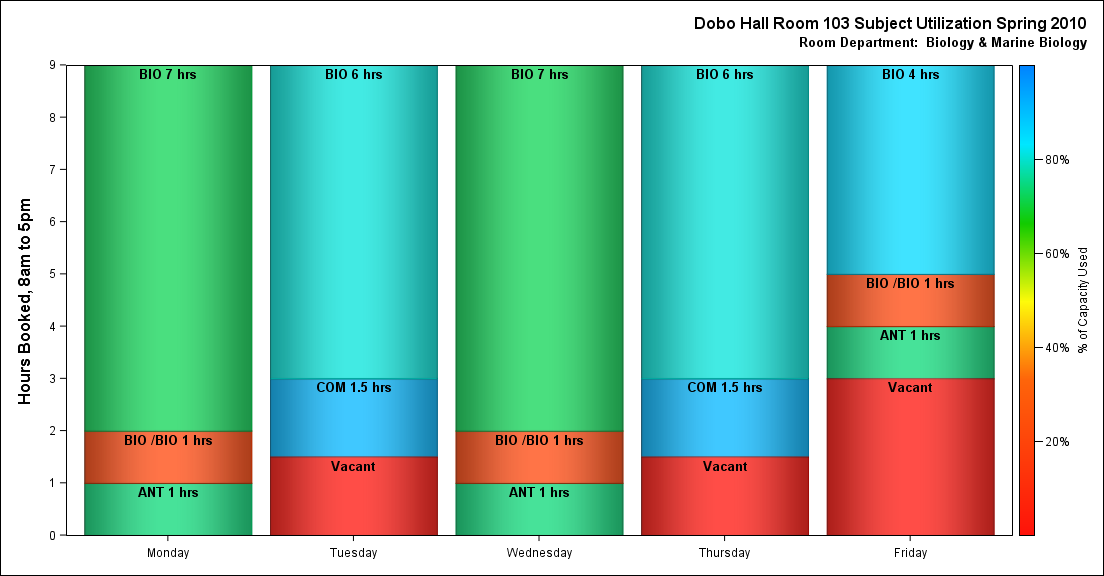 Dobo Hall Room 103 Subject Utilization Spring 2010
Room Department: Biology & Marine Biology
Hours Booked, 8am to 5pm
9
8
7
6
5
4
3
2
1
0
BIO 7 hrs
BIO /BIO 1 hrs
ANT 1 hrs
BIO 6 hrs
COM 1.5 hrs
Vacant
BIO 7 hrs
BIO /BIO 1 hrs
ANT 1 hrs
BIO 6 hrs
COM 1.5 hrs
Vacant
BIO 4 hrs
BIO /BIO 1 hrs
ANT 1 hrs
Vacant
Monday
Tuesday
Wednesday
Thursday
Friday
80%
60%
40%
20%
% of Capacity Used